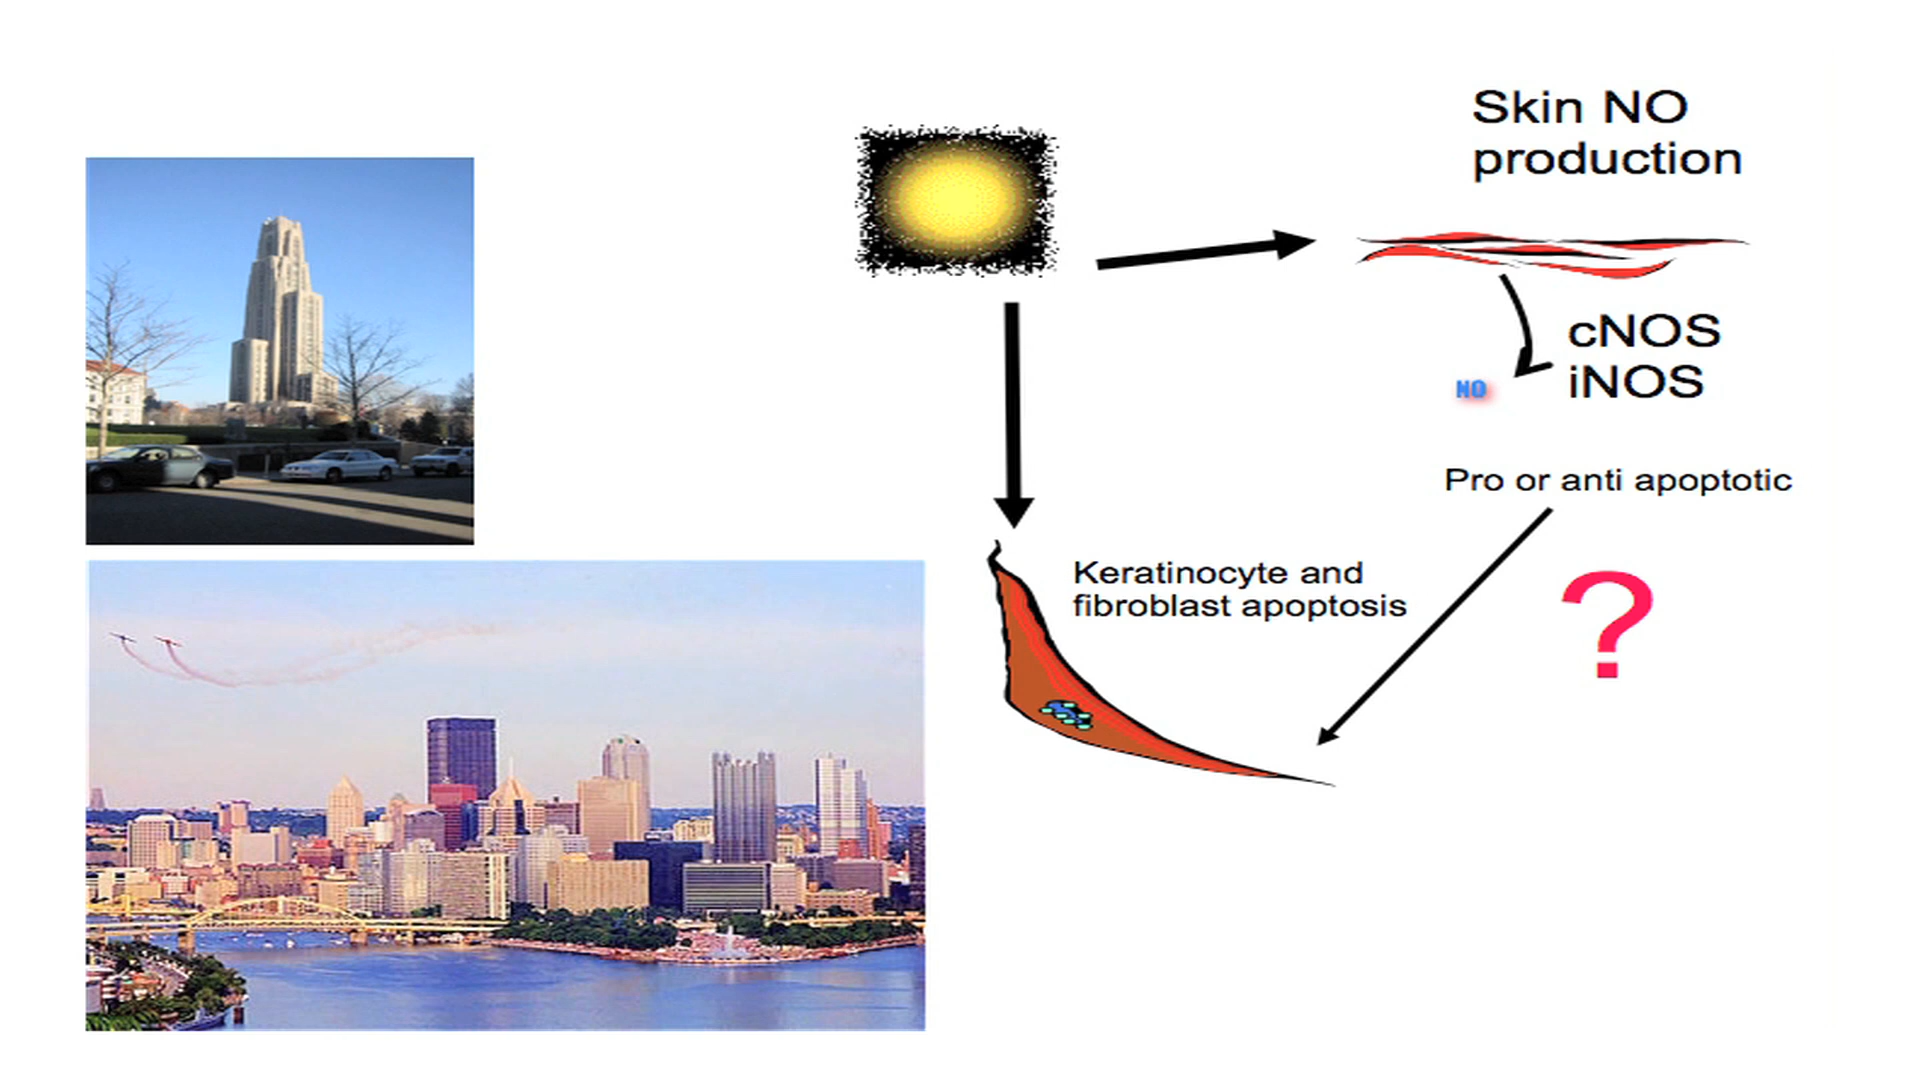 Skin NO
production
cNOS
iNOS
NO
Pro or anti apoptotic
Keratinocyte and
fibroblast apoptosis
?